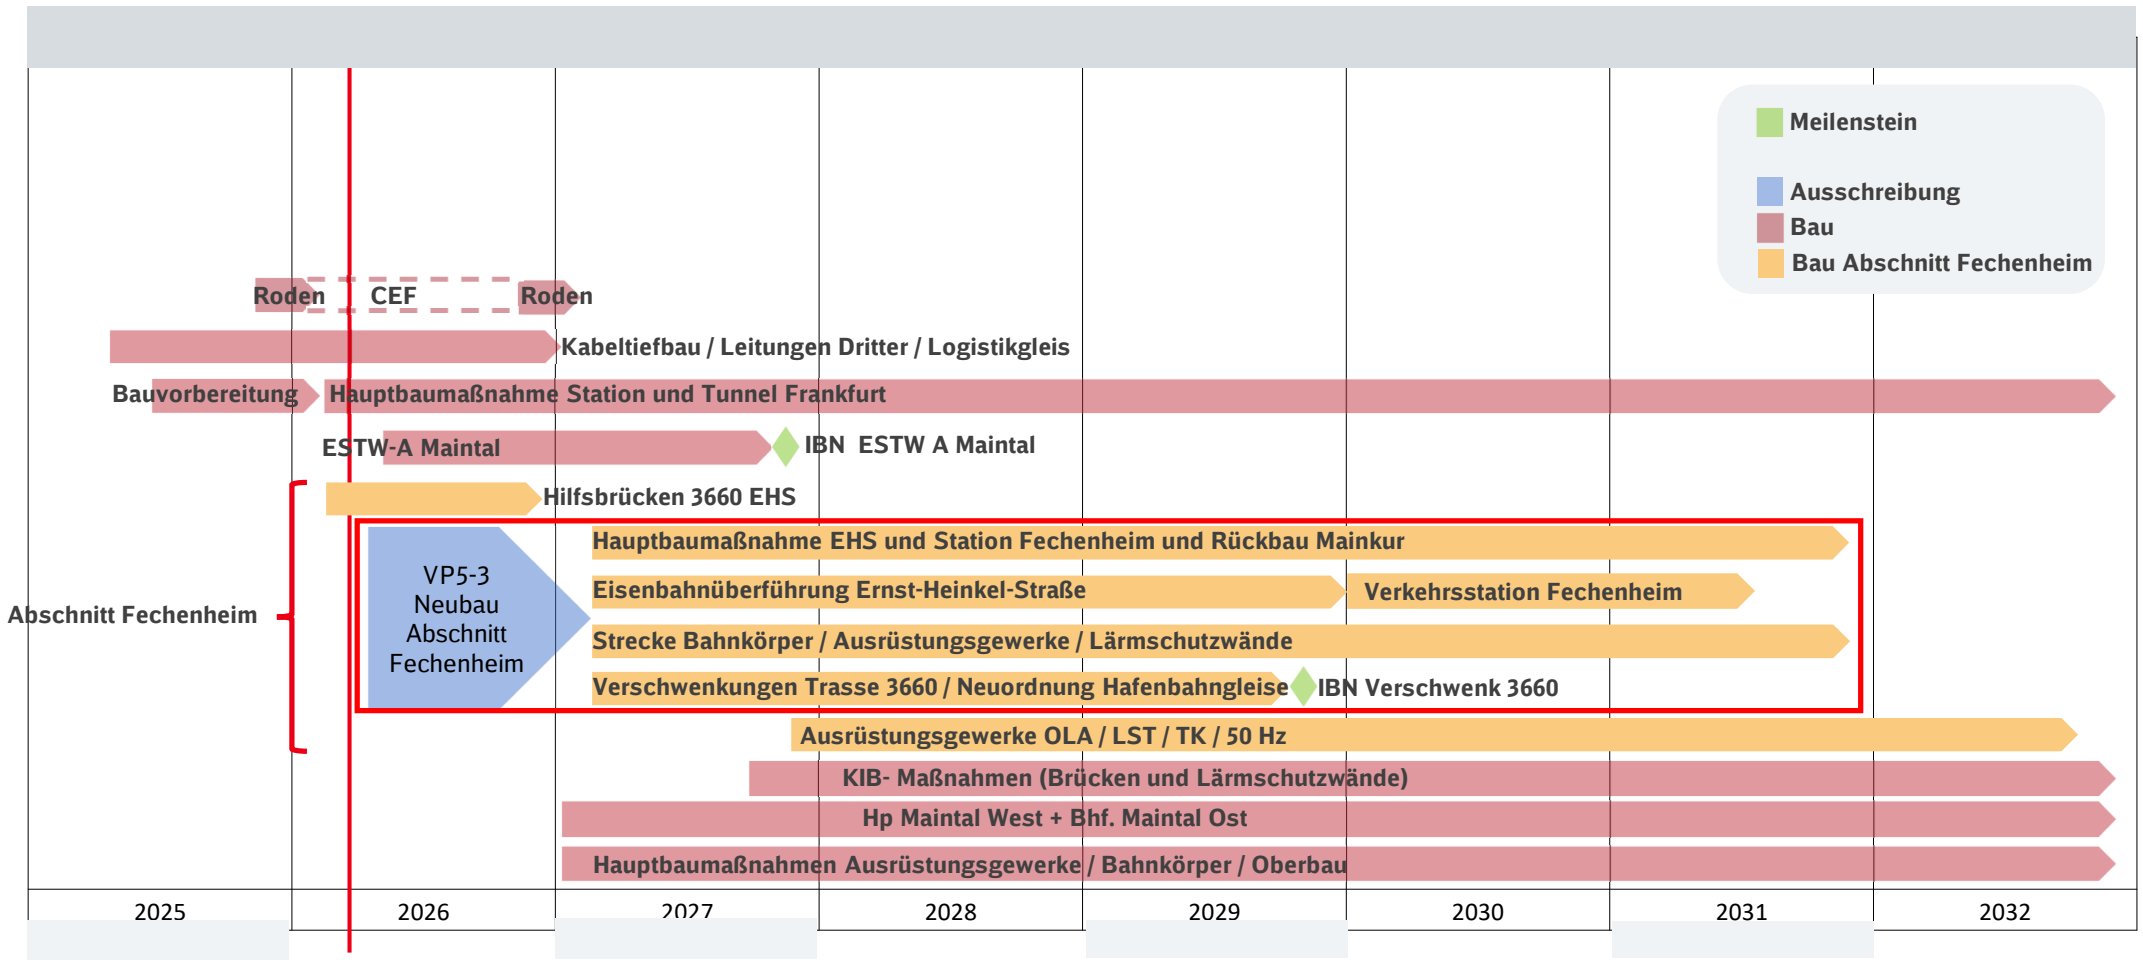 Meilenstein
Ausschreibung
Bau
Bau Abschnitt Fechenheim
Roden
CEF
Roden
Kabeltiefbau / Leitungen Dritter / Logistikgleis
Bauvorbereitung
Hauptbaumaßnahme Station und Tunnel Frankfurt
ESTW-A Maintal
IBN ESTW A Maintal
Hilfsbrücken 3660 EHS
Abschnitt Fechenheim
VP5-3
Neubau
Abschnitt
Fechenheim
Hauptbaumaßnahme EHS und Station Fechenheim und Rückbau Mainkur
Eisenbahnüberführung Ernst-Heinkel-Straße
Verkehrsstation Fechenheim
Strecke Bahnkörper / Ausrüstungsgewerke / Lärmschutzwände
Verschwenkungen Trasse 3660 / Neuordnung Hafenbahngleise
IBN Verschwenk 3660
Ausrüstungsgewerke OLA / LST / TK / 50 Hz
KIB- Maßnahmen (Brücken und Lärmschutzwände)
Hp Maintal West + Bhf. Maintal Ost
Hauptbaumaßnahmen Ausrüstungsgewerke / Bahnkörper / Oberbau
2025
2026
2027
2028
2029
2030
2031
2032